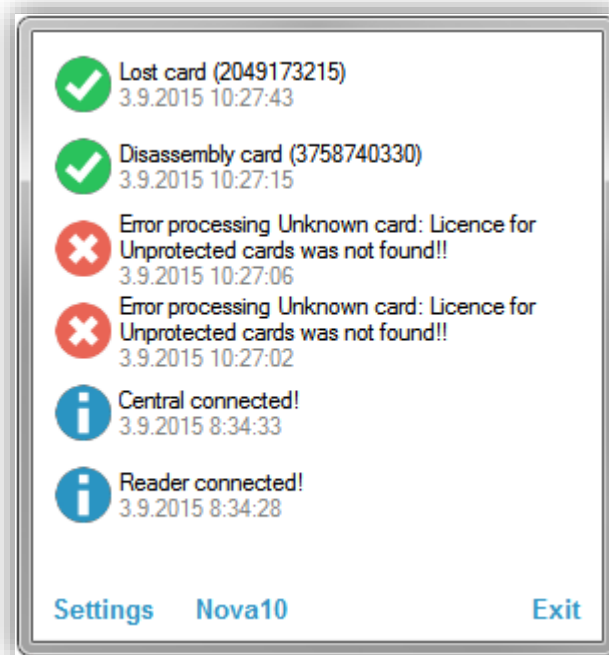 Lost card (2049173215)
3.9.2015 10:27:43
Disassembly card (3758740330)
3.9.2015 10:27:15
Error processing Unknown card: Licence for
Unprotected cards was not found!!
3.9.2015 10:27:06
Error processing Unknown card: Licence for
Unprotected cards was not found!!
3.9.2015 10:27:02
Central connected!
3.9.2015 8:34:33
Reader connected!
3.9.2015 8:34:28
Settings Nova10 Exit